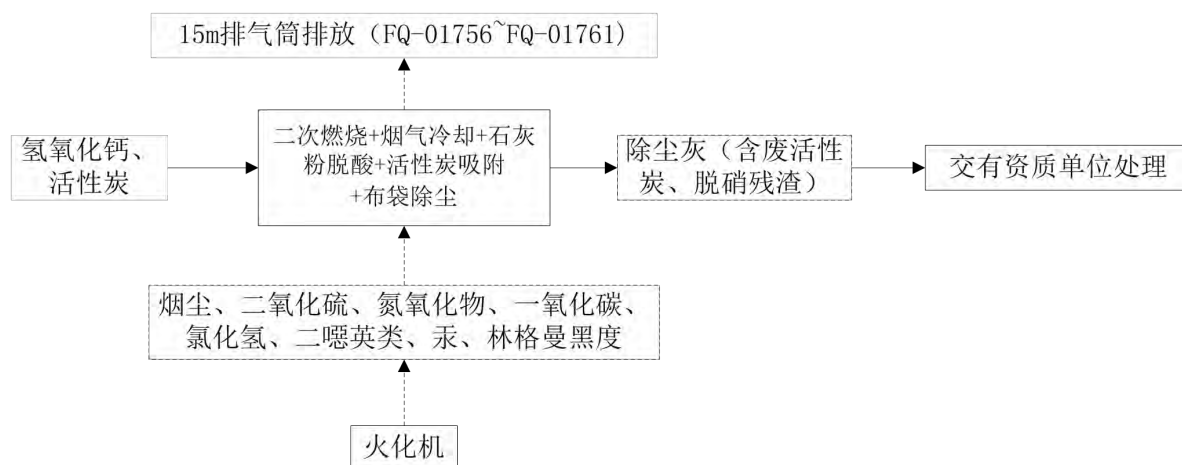 15m排气筒排放（FQ-01756~FQ-01761）
氢氧化钙、
活性炭
二次燃烧+烟气冷却+石灰
粉脱酸+活性炭吸附
+布袋除尘
除尘灰（含废活性
炭、脱硝残渣）
交有资质单位处理
烟尘、二氧化硫、氮氧化物、一氧化碳、
氯化氢、二噁英类、汞、林格曼黑度
火化机